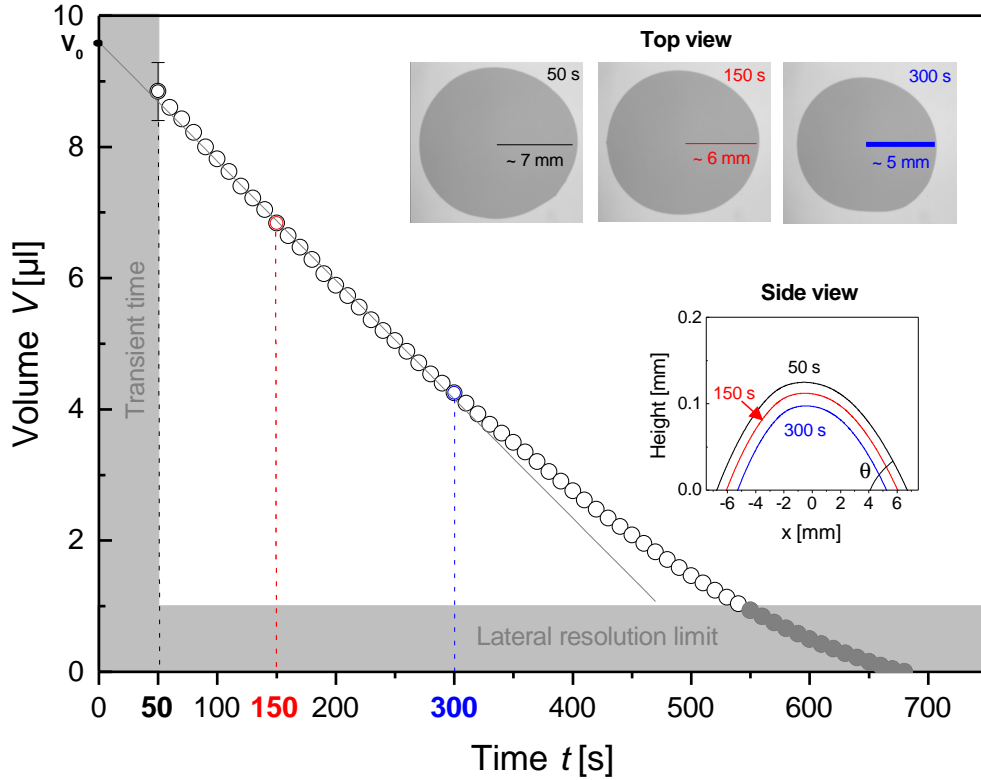 10
V₀
8
6
4
2
0
Volume V [µl]
Transient time
Top view
50 s
~ 7 mm
150 s
~ 6 mm
300 s
~ 5 mm
Side view
0.2
0.1
0.0
Height [mm]
50 s
150 s
300 s
θ
-6 -4 -2 0 2 4 6
x [mm]
Lateral resolution limit
0 50 100 150 200 300 400 500 600 700
Time t [s]